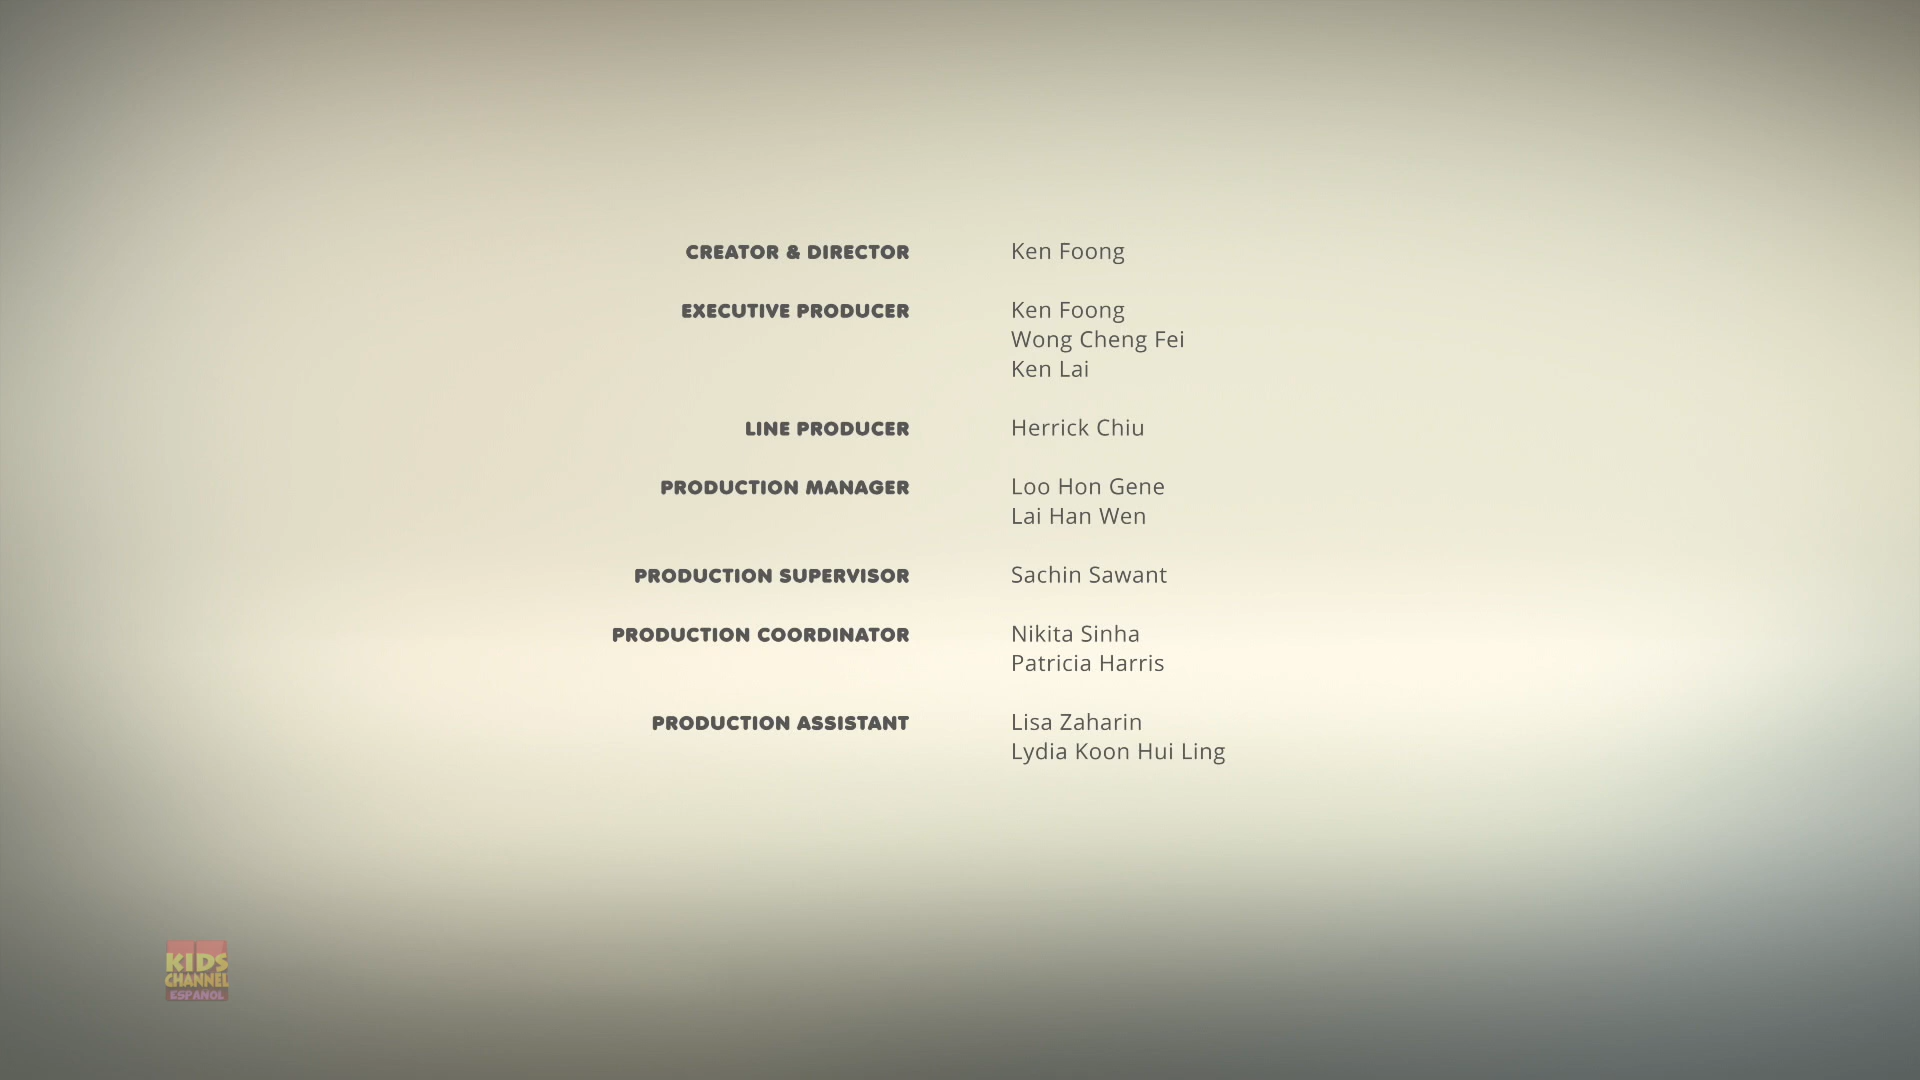 CREATOR & DIRECTOR Ken Foong
EXECUTIVE PRODUCER Ken Foong
Wong Cheng Fei
Ken Lai
LINE PRODUCER Herrick Chiu
PRODUCTION MANAGER Loo Hon Gene
Lai Han Wen
PRODUCTION SUPERVISOR Sachin Sawant
PRODUCTION COORDINATOR Nikita Sinha
Patricia Harris
PRODUCTION ASSISTANT Lisa Zaharin
Lydia Koon Hui Ling
KIDS
CHANNEL
ESPAÑOL